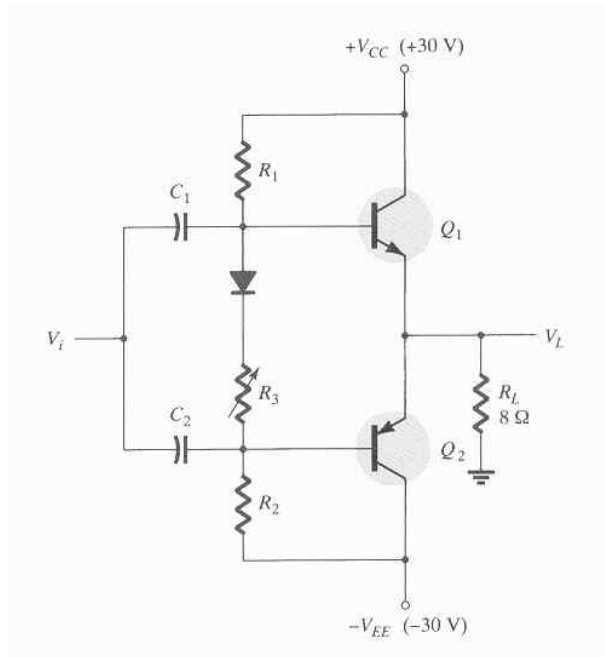 +V_CC (+30 V)
R_1
C_1
Q_1
V_i
V_L
R_3
R_L
8 Ω
C_2
Q_2
R_2
−V_EE (−30 V)